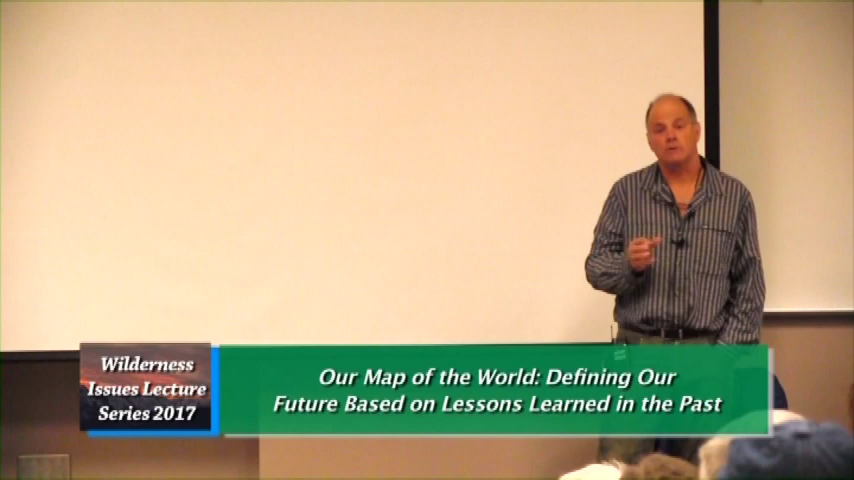 Wilderness
Issues Lecture
Series 2017
Our Map of the World: Defining Our
Future Based on Lessons Learned in the Past